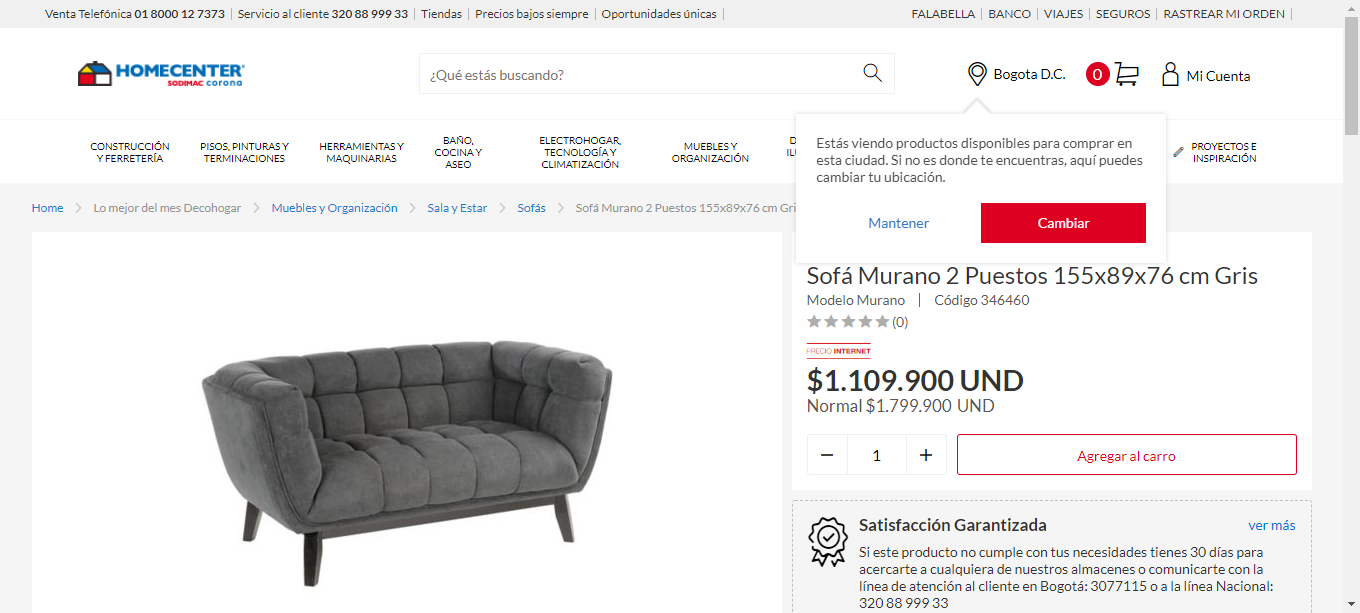 Venta Telefónica 01 8000 12 7373 | Servicio al cliente 320 88 999 33 | Tiendas | Precios bajos siempre | Oportunidades únicas |
FALABELLA | BANCO | VIAJES | SEGUROS | RASTREAR MI ORDEN |
HOMECENTER
SODIMAC corona
¿Qué estás buscando?
Bogota D.C.
0
Mi Cuenta
CONSTRUCCIÓN
Y FERRETERÍA
PISOS, PINTURAS Y
TERMINACIONES
HERRAMIENTAS Y
MAQUINARIAS
BAÑO,
COCINA Y
ASEO
ELECTROHOGAR,
TECNOLOGÍA Y
CLIMATIZACIÓN
MUEBLES Y
ORGANIZACIÓN
PROYECTOS E
INSPIRACIÓN
Estás viendo productos disponibles para comprar en
esta ciudad. Si no es donde te encuentras, aquí puedes
cambiar tu ubicación.
Mantener
Cambiar
Home > Lo mejor del mes Decohogar > Muebles y Organización > Sala y Estar > Sofás > Sofá Murano 2 Puestos 155x89x76 cm Gri
Sofá Murano 2 Puestos 155x89x76 cm Gris
Modelo Murano | Código 346460
(0)
PRECIO INTERNET
$1.109.900 UND
Normal $1.799.900 UND
− 1 +
Agregar al carro
Satisfacción Garantizada
ver más
Si este producto no cumple con tus necesidades tienes 30 días para
acercarte a cualquiera de nuestros almacenes o comunicarte con la
línea de atención al cliente en Bogotá: 3077115 o a la línea Nacional:
320 88 999 33